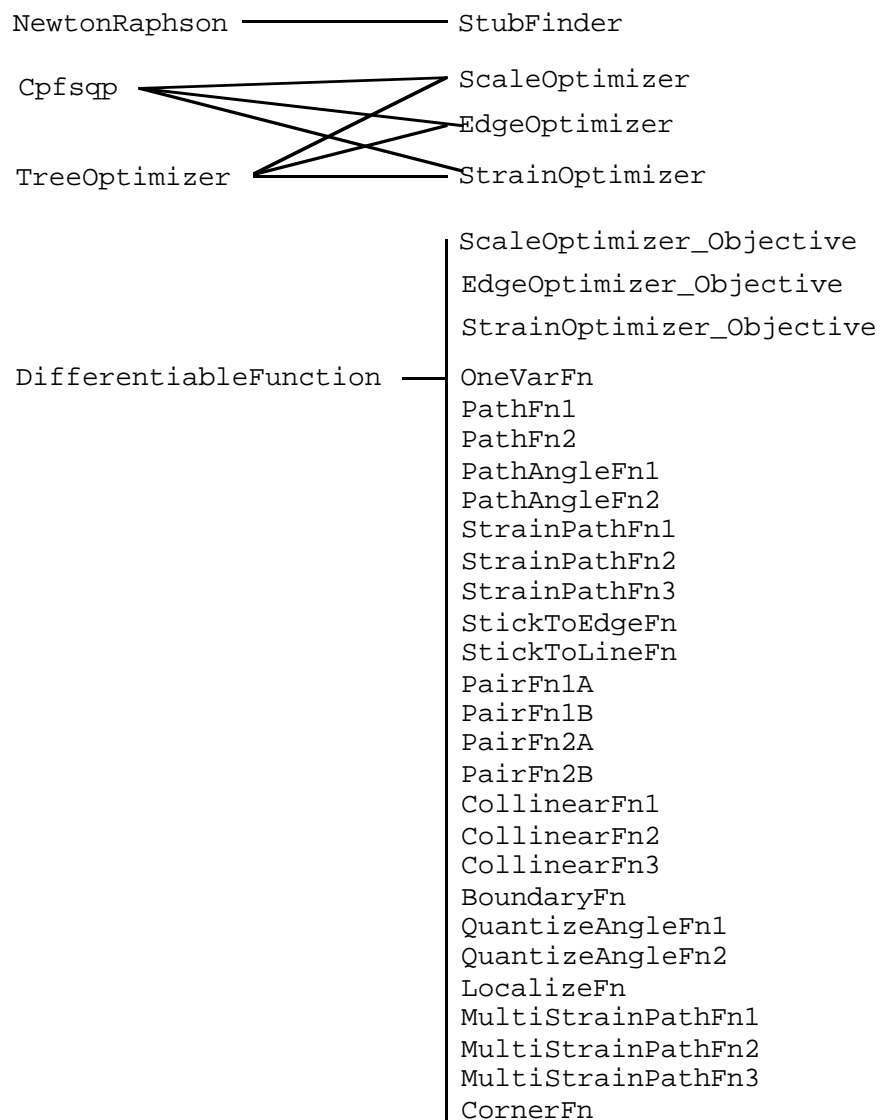 NewtonRaphson StubFinder
Cpfsqp ScaleOptimizer
EdgeOptimizer
TreeOptimizer StrainOptimizer
ScaleOptimizer_Objective
EdgeOptimizer_Objective
StrainOptimizer_Objective
DifferentiableFunction OneVarFn
PathFn1
PathFn2
PathAngleFn1
PathAngleFn2
StrainPathFn1
StrainPathFn2
StrainPathFn3
StickToEdgeFn
StickToLineFn
PairFn1A
PairFn1B
PairFn2A
PairFn2B
CollinearFn1
CollinearFn2
CollinearFn3
BoundaryFn
QuantizeAngleFn1
QuantizeAngleFn2
LocalizeFn
MultiStrainPathFn1
MultiStrainPathFn2
MultiStrainPathFn3
CornerFn